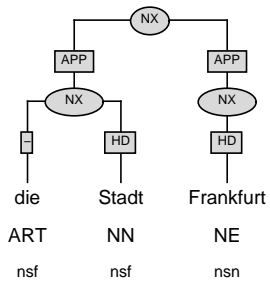 NX
APP APP
NX NX
– HD HD
die Stadt Frankfurt
ART NN NE
nsf nsf nsn